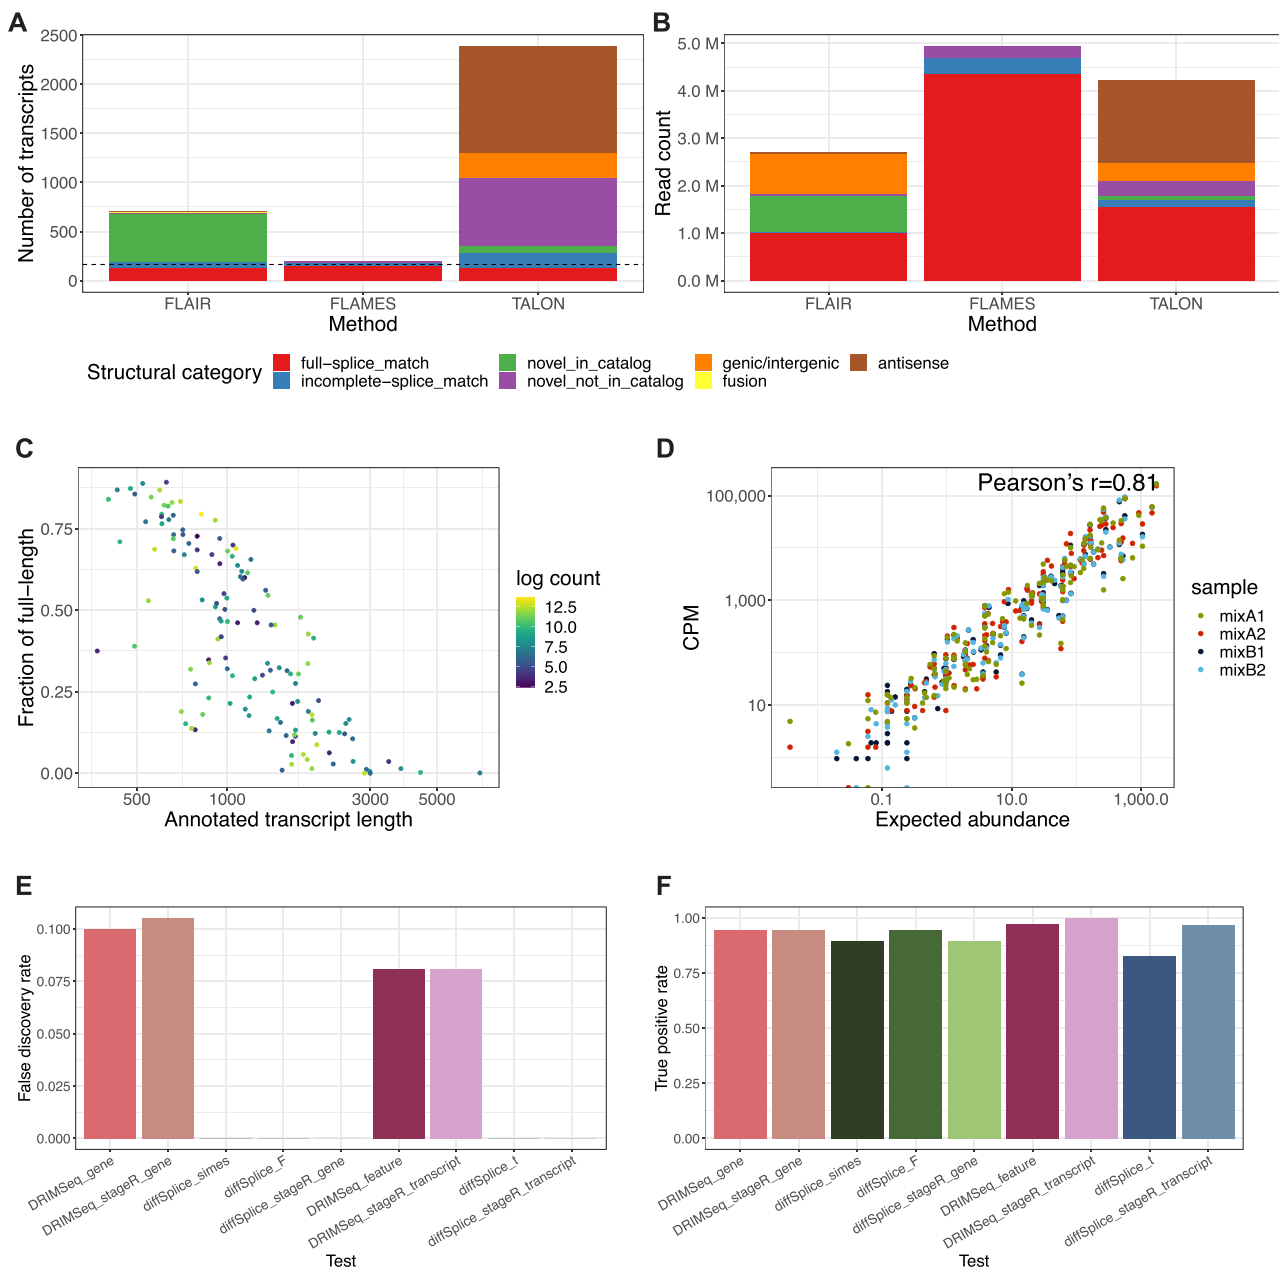 A
Number of transcripts
2500
2000
1500
1000
500
0
FLAIR
FLAMES
TALON
Method
B
Read count
5.0 M
4.0 M
3.0 M
2.0 M
1.0 M
0.0 M
FLAIR
FLAMES
TALON
Method
Structural category
full-splice_match
incomplete-splice_match
novel_in_catalog
novel_not_in_catalog
genic/intergenic
fusion
antisense
C
Fraction of full-length
0.75
0.50
0.25
0.00
500
1000
3000
5000
Annotated transcript length
log count
12.5
10.0
7.5
5.0
2.5
D
Pearson's r=0.81
CPM
100,000
1,000
10
0.1
10.0
1,000.0
Expected abundance
sample
mixA1
mixA2
mixB1
mixB2
E
False discovery rate
0.100
0.075
0.050
0.025
0.000
DRIMSeq_gene
DRIMSeq_stageR_gene
diffSplice_simes
diffSplice_F
diffSplice_stageR_gene
DRIMSeq_feature
DRIMSeq_stageR_transcript
diffSplice_t
diffSplice_stageR_transcript
Test
F
True positive rate
1.00
0.75
0.50
0.25
0.00
DRIMSeq_gene
DRIMSeq_stageR_gene
diffSplice_simes
diffSplice_F
diffSplice_stageR_gene
DRIMSeq_feature
DRIMSeq_stageR_transcript
diffSplice_t
diffSplice_stageR_transcript
Test